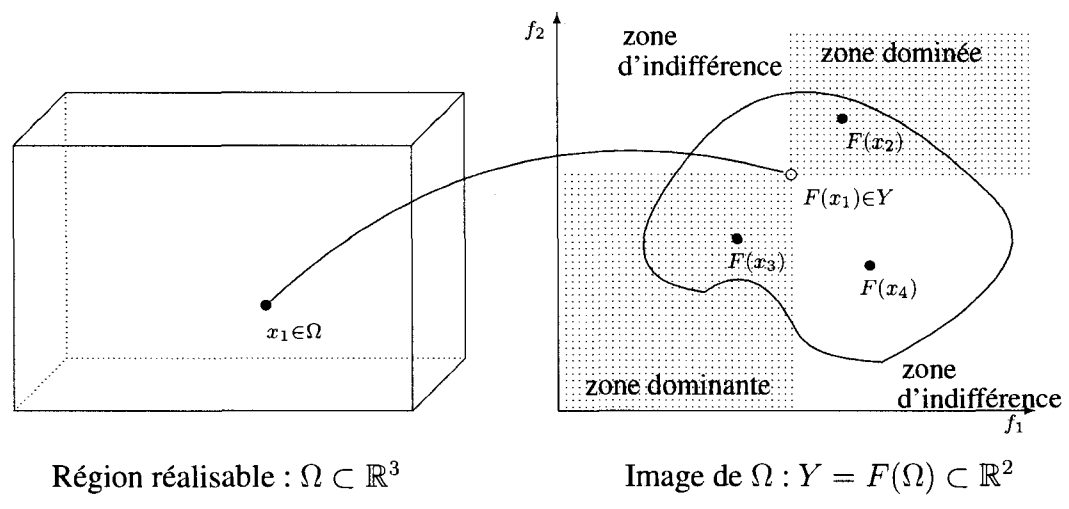 f₂
zone
d'indifférence
zone dominée
F(x₂)
F(x₁)∈Y
F(x₃)
F(x₄)
x₁∈Ω
zone dominante
zone
d'indifférence
f₁
Région réalisable : Ω ⊂ ℝ³
Image de Ω : Y = F(Ω) ⊂ ℝ²